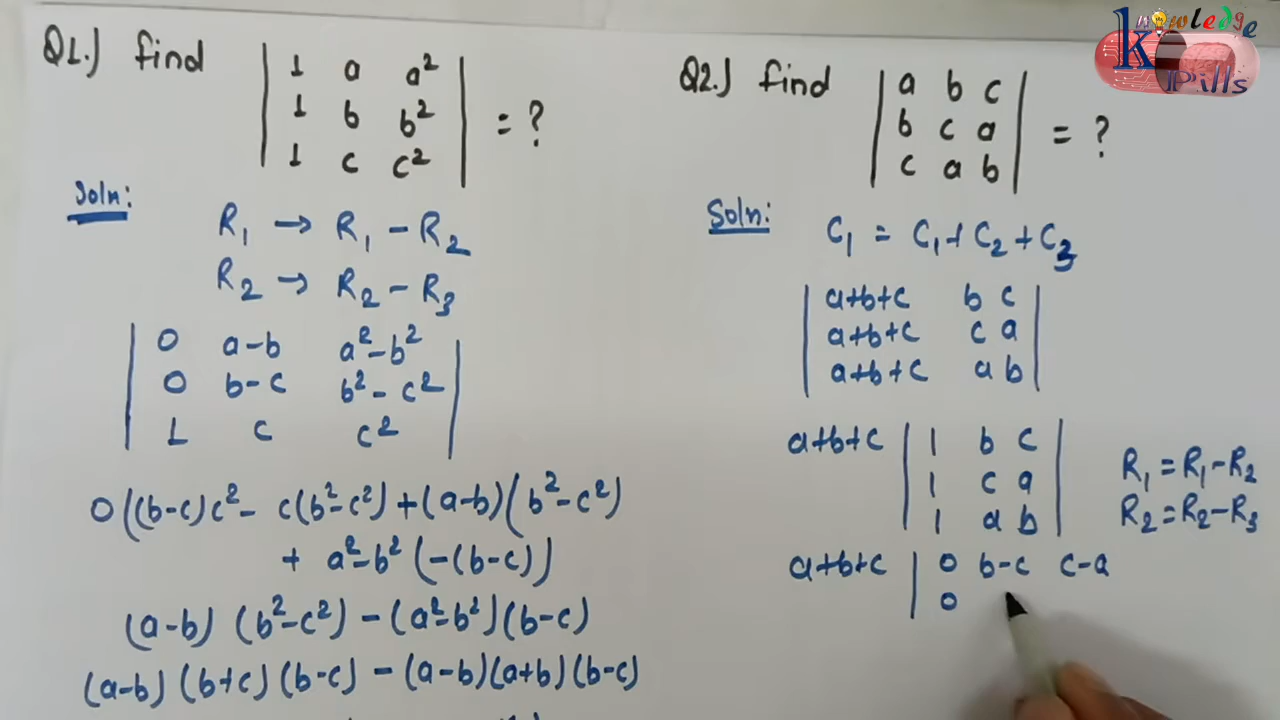 Q1.) find | 1 a a² |
| 1 b b² | = ?
| 1 c c² |
Soln:
R₁ → R₁ – R₂
R₂ → R₂ – R₃
| 0 a–b a²–b² |
| 0 b–c b²–c² |
| 1 c c² |
0((b–c)c² – c(b²–c²) + (a–b)(b²–c²)
+ a²–b² (–(b–c))
(a–b) (b²–c²) – (a²–b²)(b–c)
(a–b) (b+c) (b–c) – (a–b)(a+b)(b–c)
knowledge
Pills
Q2.) find | a b c |
| b c a | = ?
| c a b |
Soln:
C₁ = C₁ + C₂ + C₃
| a+b+c b c |
| a+b+c c a |
| a+b+c a b |
a+b+c | 1 b c |
| 1 c a | R₁ = R₁–R₂
| 1 a b | R₂ = R₂–R₃
a+b+c | 0 b–c c–a
| 0